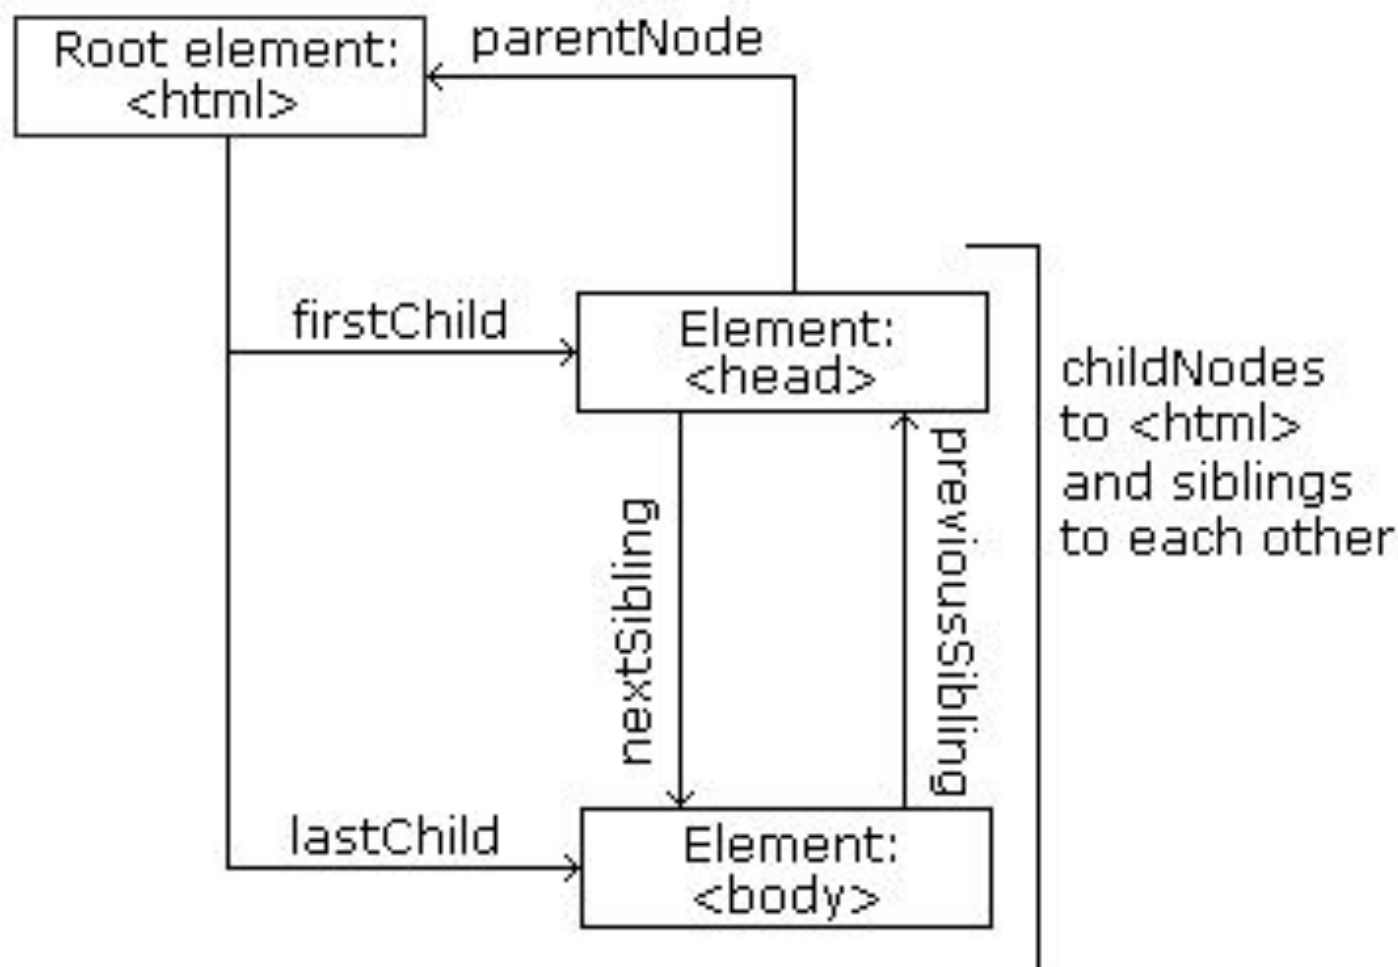 Root element:
<html>
parentNode
firstChild
Element:
<head>
childNodes
to <html>
and siblings
to each other
nextSibling
previousSibling
lastChild
Element:
<body>